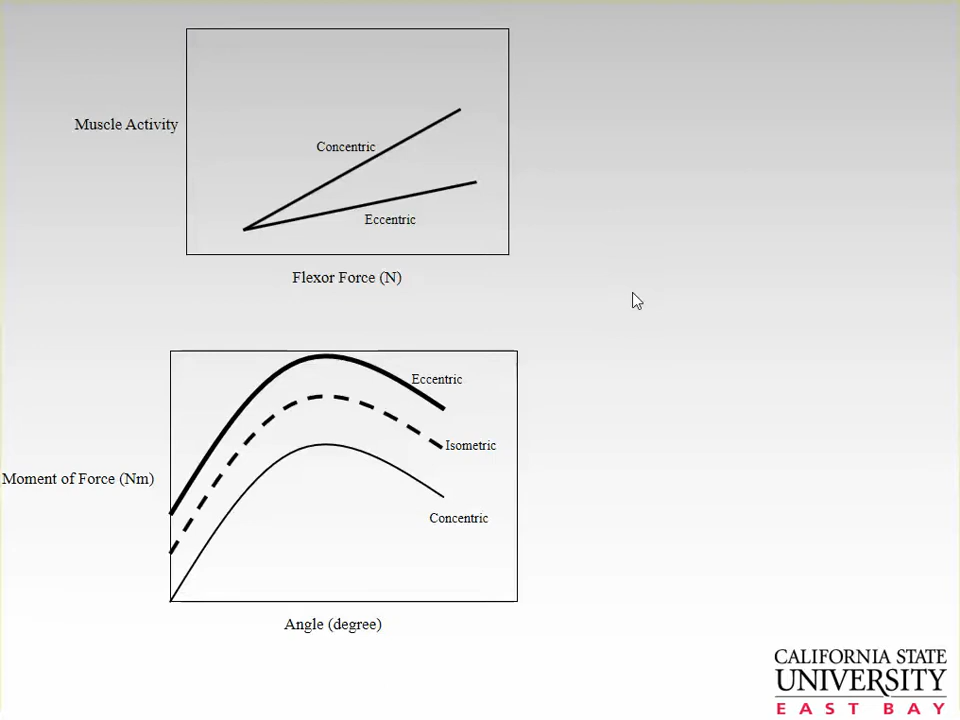 Muscle Activity
Concentric
Eccentric
Flexor Force (N)
Eccentric
Isometric
Moment of Force (Nm)
Concentric
Angle (degree)
CALIFORNIA STATE
UNIVERSITY
EAST BAY